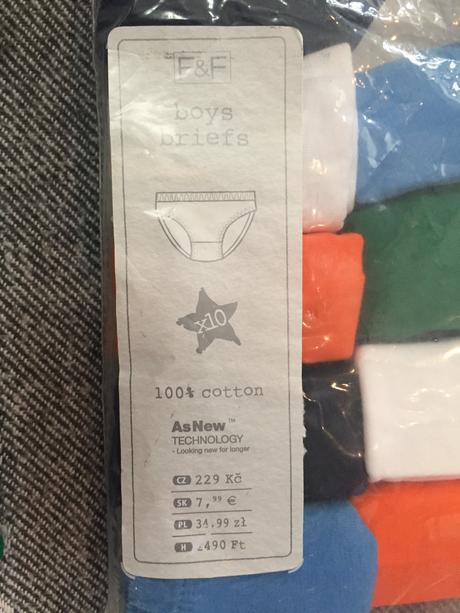 F&F
boys
briefs
x10
100% cotton
AsNew™
TECHNOLOGY
- Looking new for longer
CZ 229 Kč
SK 7,99 €
PL 34.99 zł
H 490 Ft